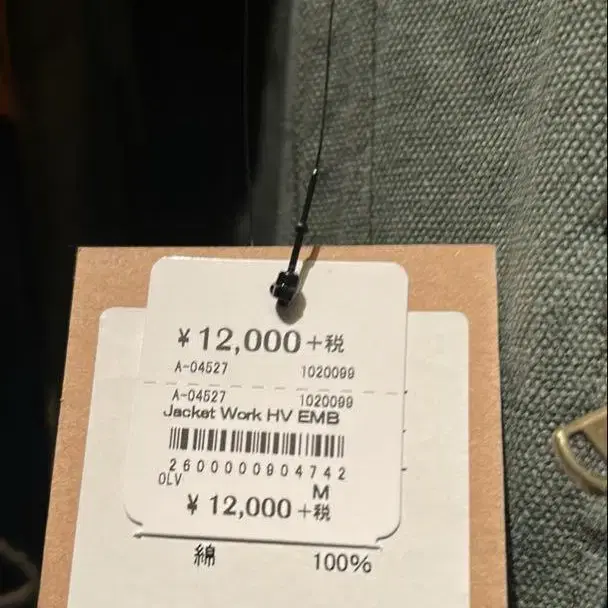 ¥12,000+税
A-04527 1020099
A-04527 1020099
Jacket Work HV EMB
2600000904742
OLV M
¥12,000+税
綿 100%